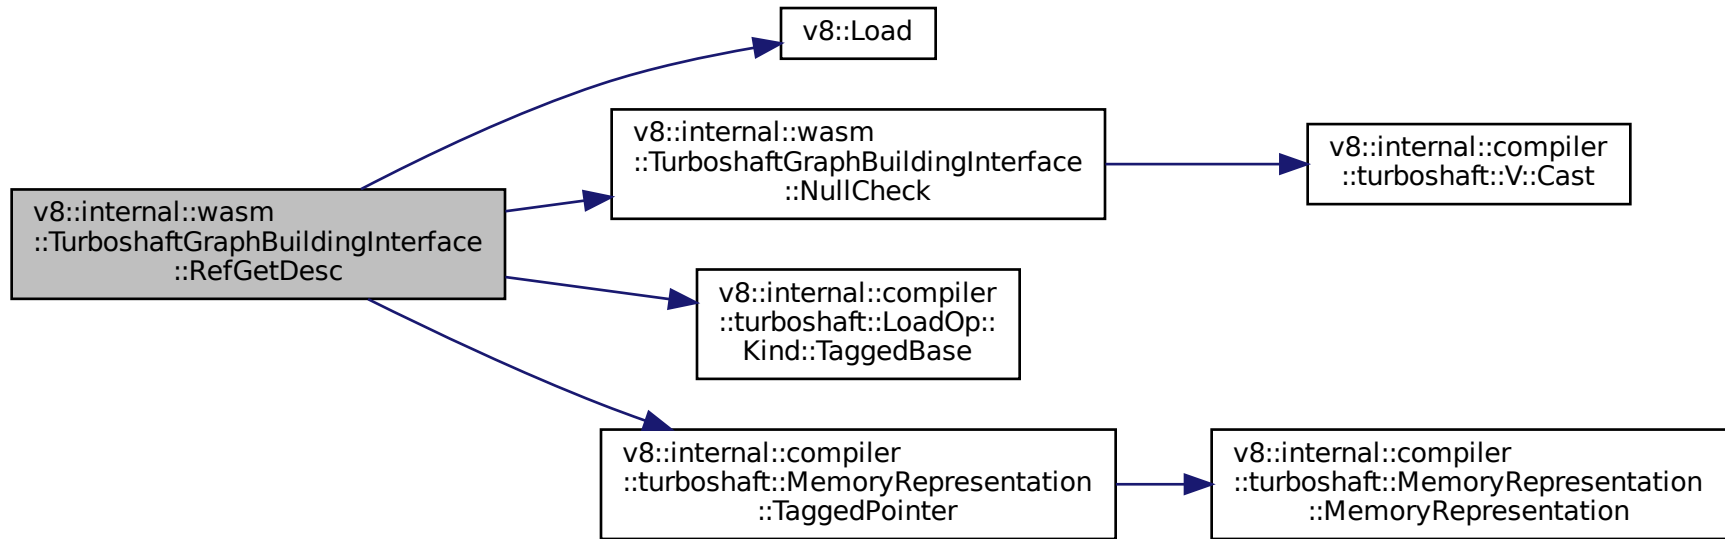 v8::Load
v8::internal::wasm
::TurboshaftGraphBuildingInterface
::NullCheck
v8::internal::compiler
::turboshaft::V::Cast
v8::internal::wasm
::TurboshaftGraphBuildingInterface
::RefGetDesc
v8::internal::compiler
::turboshaft::LoadOp::
Kind::TaggedBase
v8::internal::compiler
::turboshaft::MemoryRepresentation
::TaggedPointer
v8::internal::compiler
::turboshaft::MemoryRepresentation
::MemoryRepresentation